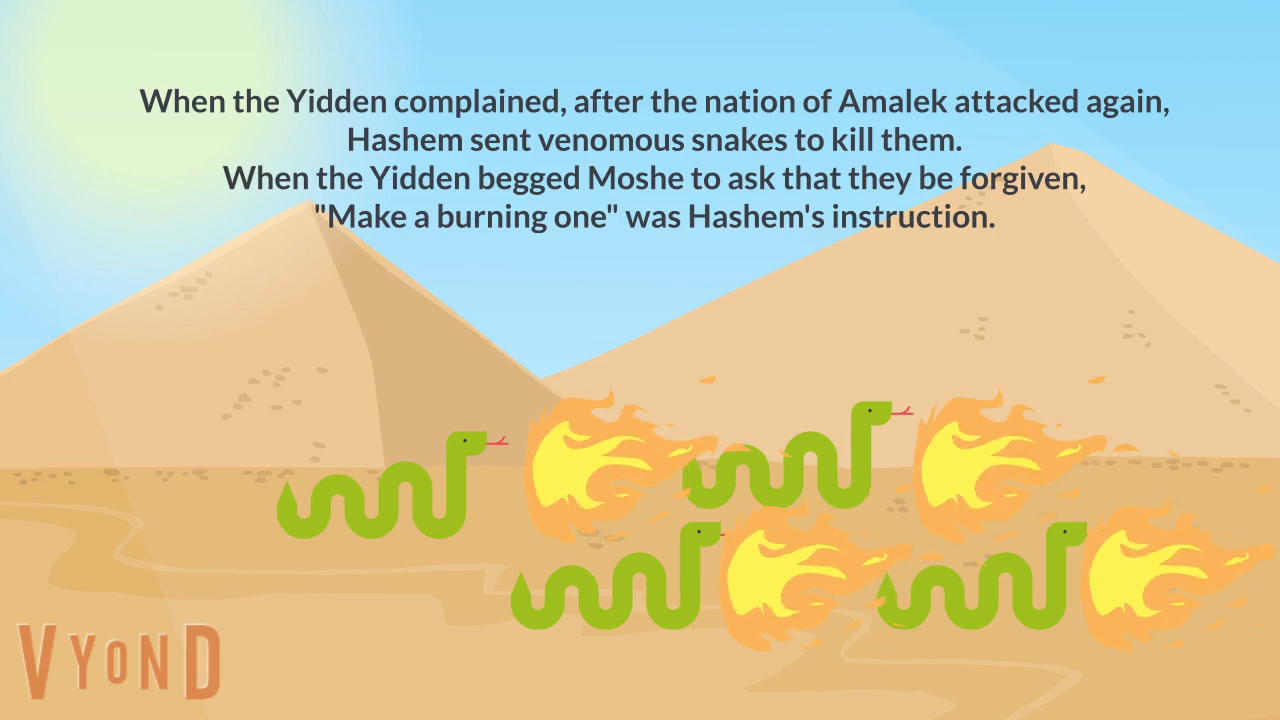 When the Yidden complained, after the nation of Amalek attacked again,
Hashem sent venomous snakes to kill them.
When the Yidden begged Moshe to ask that they be forgiven,
"Make a burning one" was Hashem's instruction.
VYOND